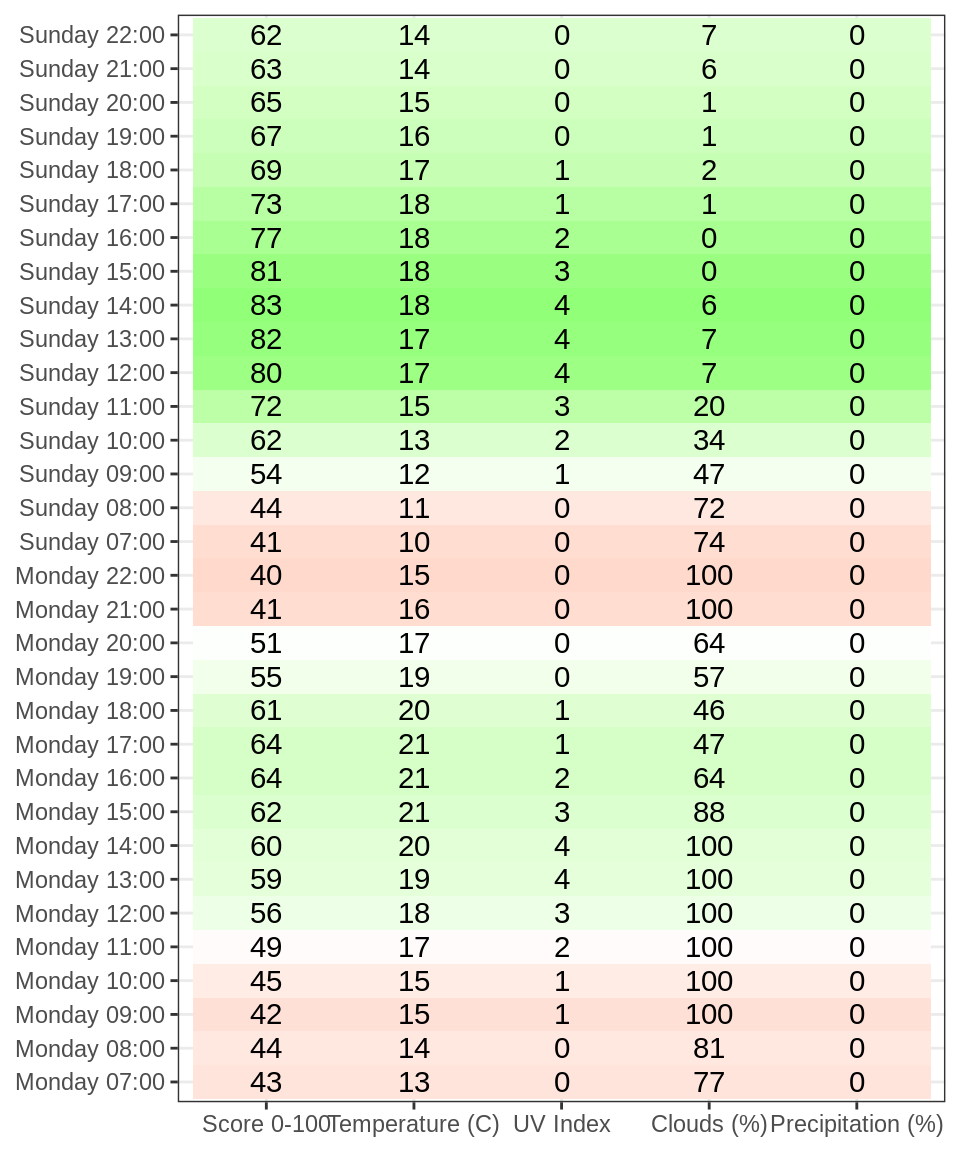 Sunday 22:00 62 14 0 7 0
Sunday 21:00 63 14 0 6 0
Sunday 20:00 65 15 0 1 0
Sunday 19:00 67 16 0 1 0
Sunday 18:00 69 17 1 2 0
Sunday 17:00 73 18 1 1 0
Sunday 16:00 77 18 2 0 0
Sunday 15:00 81 18 3 0 0
Sunday 14:00 83 18 4 6 0
Sunday 13:00 82 17 4 7 0
Sunday 12:00 80 17 4 7 0
Sunday 11:00 72 15 3 20 0
Sunday 10:00 62 13 2 34 0
Sunday 09:00 54 12 1 47 0
Sunday 08:00 44 11 0 72 0
Sunday 07:00 41 10 0 74 0
Monday 22:00 40 15 0 100 0
Monday 21:00 41 16 0 100 0
Monday 20:00 51 17 0 64 0
Monday 19:00 55 19 0 57 0
Monday 18:00 61 20 1 46 0
Monday 17:00 64 21 1 47 0
Monday 16:00 64 21 2 64 0
Monday 15:00 62 21 3 88 0
Monday 14:00 60 20 4 100 0
Monday 13:00 59 19 4 100 0
Monday 12:00 56 18 3 100 0
Monday 11:00 49 17 2 100 0
Monday 10:00 45 15 1 100 0
Monday 09:00 42 15 1 100 0
Monday 08:00 44 14 0 81 0
Monday 07:00 43 13 0 77 0
Score 0-100 Temperature (C) UV Index Clouds (%) Precipitation (%)